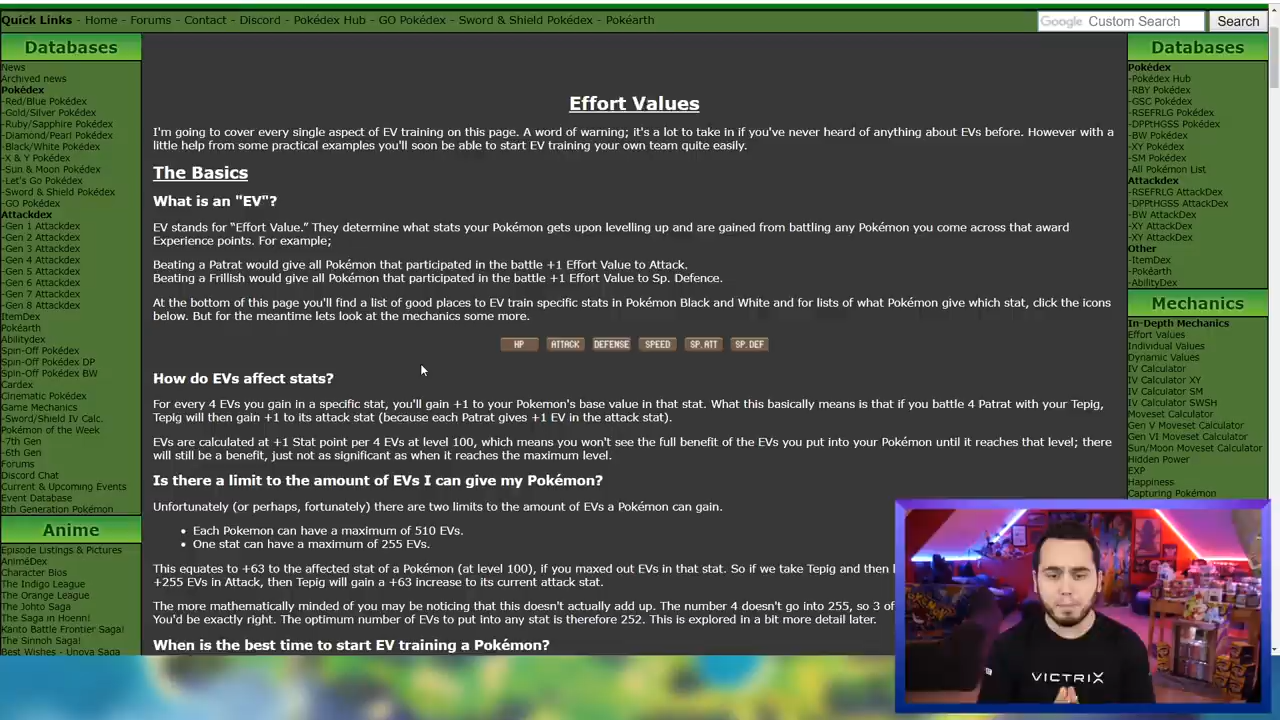 Quick Links - Home - Forums - Contact - Discord - Pokédex Hub - GO Pokédex - Sword & Shield Pokédex - Pokéarth
Google Custom Search
Search
Databases
News
Archived news
Pokédex
-Red/Blue Pokédex
-Gold/Silver Pokédex
-Ruby/Sapphire Pokédex
-Diamond/Pearl Pokédex
-Black/White Pokédex
-X & Y Pokédex
-Sun & Moon Pokédex
-Let's Go Pokédex
-Sword & Shield Pokédex
-GO Pokédex
Attackdex
-Gen 1 Attackdex
-Gen 2 Attackdex
-Gen 3 Attackdex
-Gen 4 Attackdex
-Gen 5 Attackdex
-Gen 6 Attackdex
-Gen 7 Attackdex
-Gen 8 Attackdex
ItemDex
Pokéarth
Abilitydex
Spin-Off Pokédex
Spin-Off Pokédex DP
Spin-Off Pokédex BW
Cardex
Cinematic Pokédex
Game Mechanics
-Sword/Shield IV Calc.
Pokémon of the Week
-7th Gen
-6th Gen
Forums
Discord Chat
Current & Upcoming Events
Event Database
8th Generation Pokémon
Anime
Episode Listings & Pictures
AniméDex
Character Bios
The Indigo League
The Orange League
The Johto Saga
The Saga in Hoenn!
Kanto Battle Frontier Saga!
The Sinnoh Saga!
Best Wishes - Unova Saga
Effort Values
I'm going to cover every single aspect of EV training on this page. A word of warning; it's a lot to take in if you've never heard of anything about EVs before. However with a
little help from some practical examples you'll soon be able to start EV training your own team quite easily.
The Basics
What is an "EV"?
EV stands for “Effort Value.” They determine what stats your Pokémon gets upon levelling up and are gained from battling any Pokémon you come across that award
Experience points. For example;
Beating a Patrat would give all Pokémon that participated in the battle +1 Effort Value to Attack.
Beating a Frillish would give all Pokémon that participated in the battle +1 Effort Value to Sp. Defence.
At the bottom of this page you'll find a list of good places to EV train specific stats in Pokémon Black and White and for lists of what Pokémon give which stat, click the icons
below. But for the meantime lets look at the mechanics some more.
HP ATTACK DEFENSE SPEED SP.ATT SP.DEF
How do EVs affect stats?
For every 4 EVs you gain in a specific stat, you'll gain +1 to your Pokemon's base value in that stat. What this basically means is that if you battle 4 Patrat with your Tepig,
Tepig will then gain +1 to its attack stat (because each Patrat gives +1 EV in the attack stat).
EVs are calculated at +1 Stat point per 4 EVs at level 100, which means you won't see the full benefit of the EVs you put into your Pokémon until it reaches that level; there
will still be a benefit, just not as significant as when it reaches the maximum level.
Is there a limit to the amount of EVs I can give my Pokémon?
Unfortunately (or perhaps, fortunately) there are two limits to the amount of EVs a Pokémon can gain.
• Each Pokemon can have a maximum of 510 EVs.
• One stat can have a maximum of 255 EVs.
This equates to +63 to the affected stat of a Pokémon (at level 100), if you maxed out EVs in that stat. So if we take Tepig and then
+255 EVs in Attack, then Tepig will gain a +63 increase to its current attack stat.
The more mathematically minded of you may be noticing that this doesn't actually add up. The number 4 doesn't go into 255, so 3 of
You'd be exactly right. The optimum number of EVs to put into any stat is therefore 252. This is explored in a bit more detail later.
When is the best time to start EV training a Pokémon?
Databases
Pokédex
-Pokédex Hub
-RBY Pokédex
-GSC Pokédex
-RSEFRLG Pokédex
-DPPtHGSS Pokédex
-BW Pokédex
-XY Pokédex
-SM Pokédex
-All Pokémon List
Attackdex
-RSEFRLG AttackDex
-DPPtHGSS AttackDex
-BW AttackDex
-XY AttackDex
-XY AttackDex
Other
-ItemDex
-Pokéarth
-AbilityDex
Mechanics
In-Depth Mechanics
Effort Values
Individual Values
Dynamic Values
IV Calculator
IV Calculator XY
IV Calculator SM
IV Calculator SWSH
Moveset Calculator
Gen V Moveset Calculator
Gen VI Moveset Calculator
Sun/Moon Moveset Calculator
Hidden Power
EXP
Happiness
Capturing Pokémon
VICTRIX